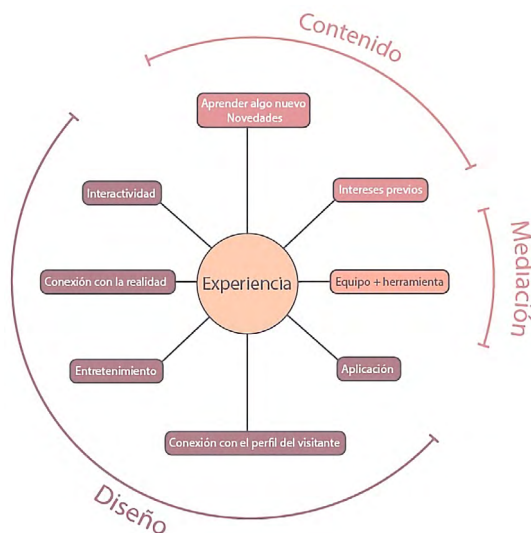 Contenido
Aprender algo nuevo
Novedades
Interactividad
Intereses previos
Mediación
Conexión con la realidad
Experiencia
Equipo + herramienta
Entretenimiento
Aplicación
Conexión con el perfil del visitante
Diseño